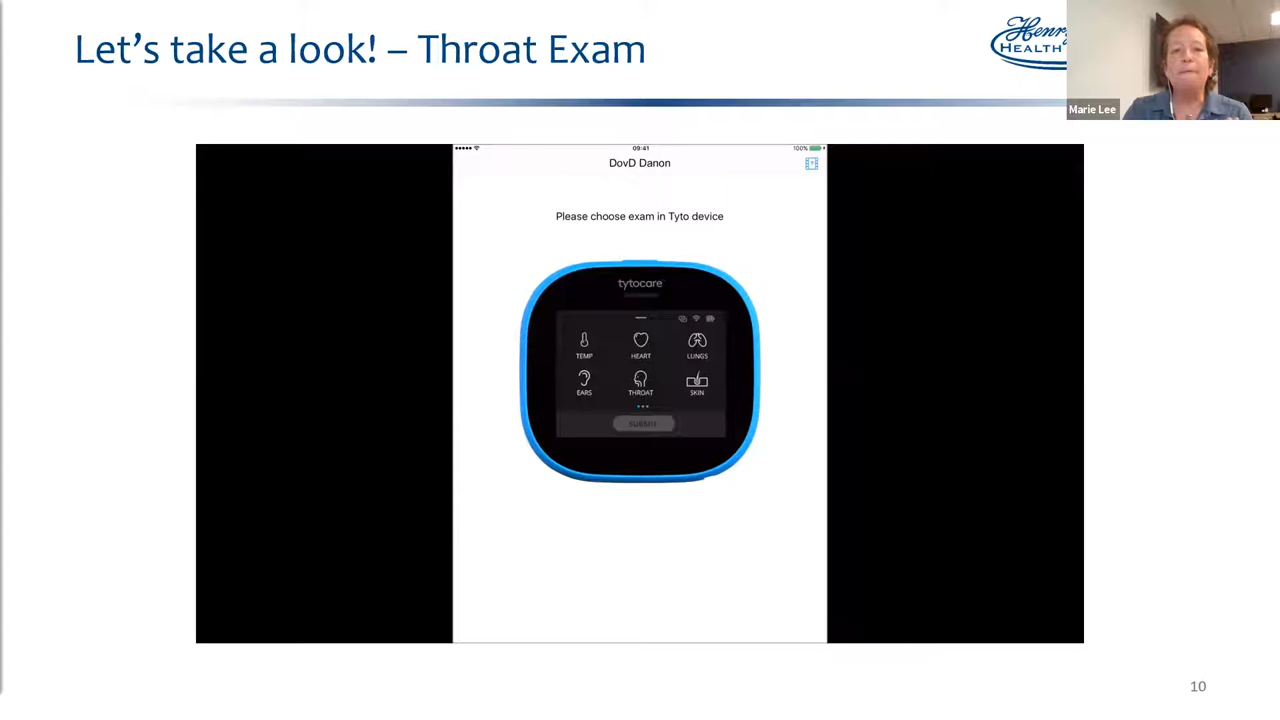 Let's take a look! – Throat Exam
Henry
HEALTH
Marie Lee
09:41
100%
DovD Danon
Please choose exam in Tyto device
tytocare
TEMP HEART LUNGS
EARS THROAT SKIN
SUBMIT
10